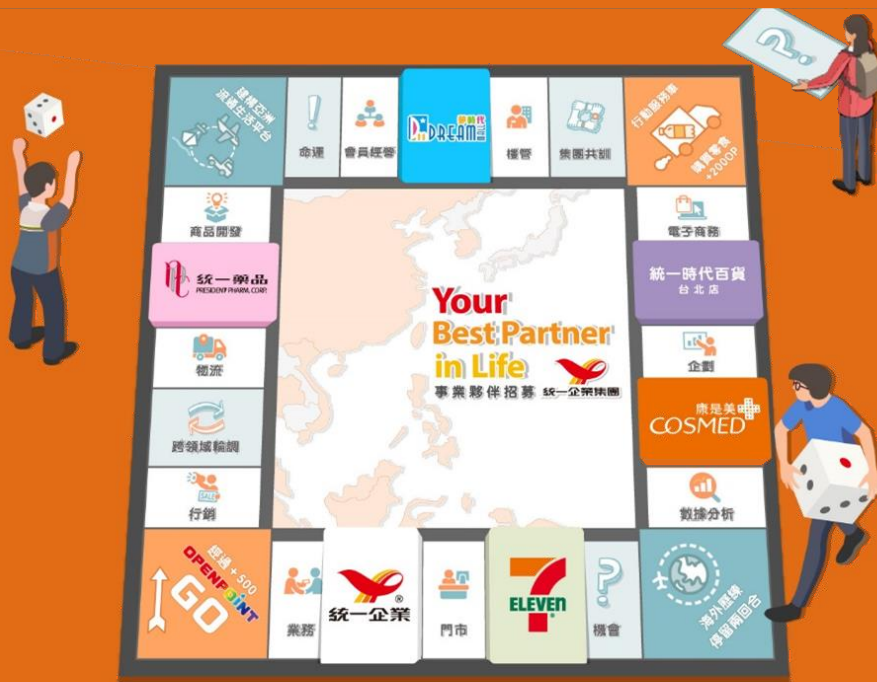 建構亞洲
流通生活平台
命運
會員經營
夢時代
DREAM MALL
樓管
集團共訓
行動服務車
購買零食
+200OP
商品開發
統一藥品
PRESIDENT PHARM. CORP.
物流
跨領域輪調
行銷
電子商務
統一時代百貨
台北店
企劃
康是美
COSMED
數據分析
Your
Best Partner
in Life
事業夥伴招募 統一企業集團
經過+500
OPENPOINT
GO
業務
統一企業®
門市
7
ELEVEN
機會
海外歷練
停留兩回合